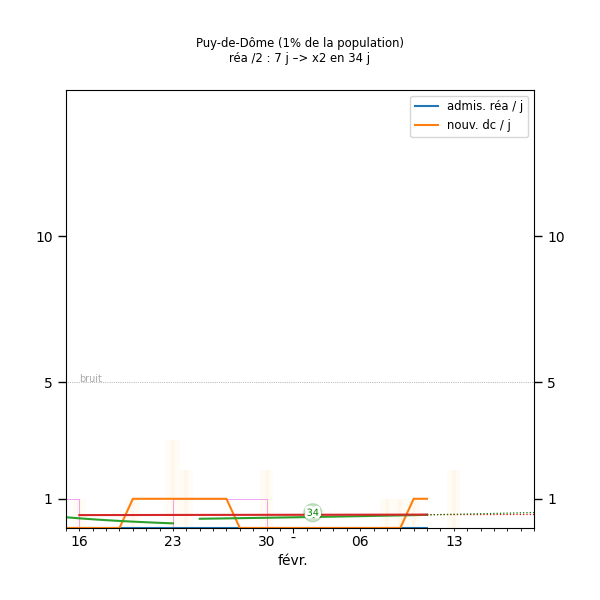 Puy-de-Dôme (1% de la population)
réa /2 : 7 j –> x2 en 34 j
admis. réa / j
nouv. dc / j
10 10
bruit
5 5
34
1 1
16 23 30 - 06 13
févr.